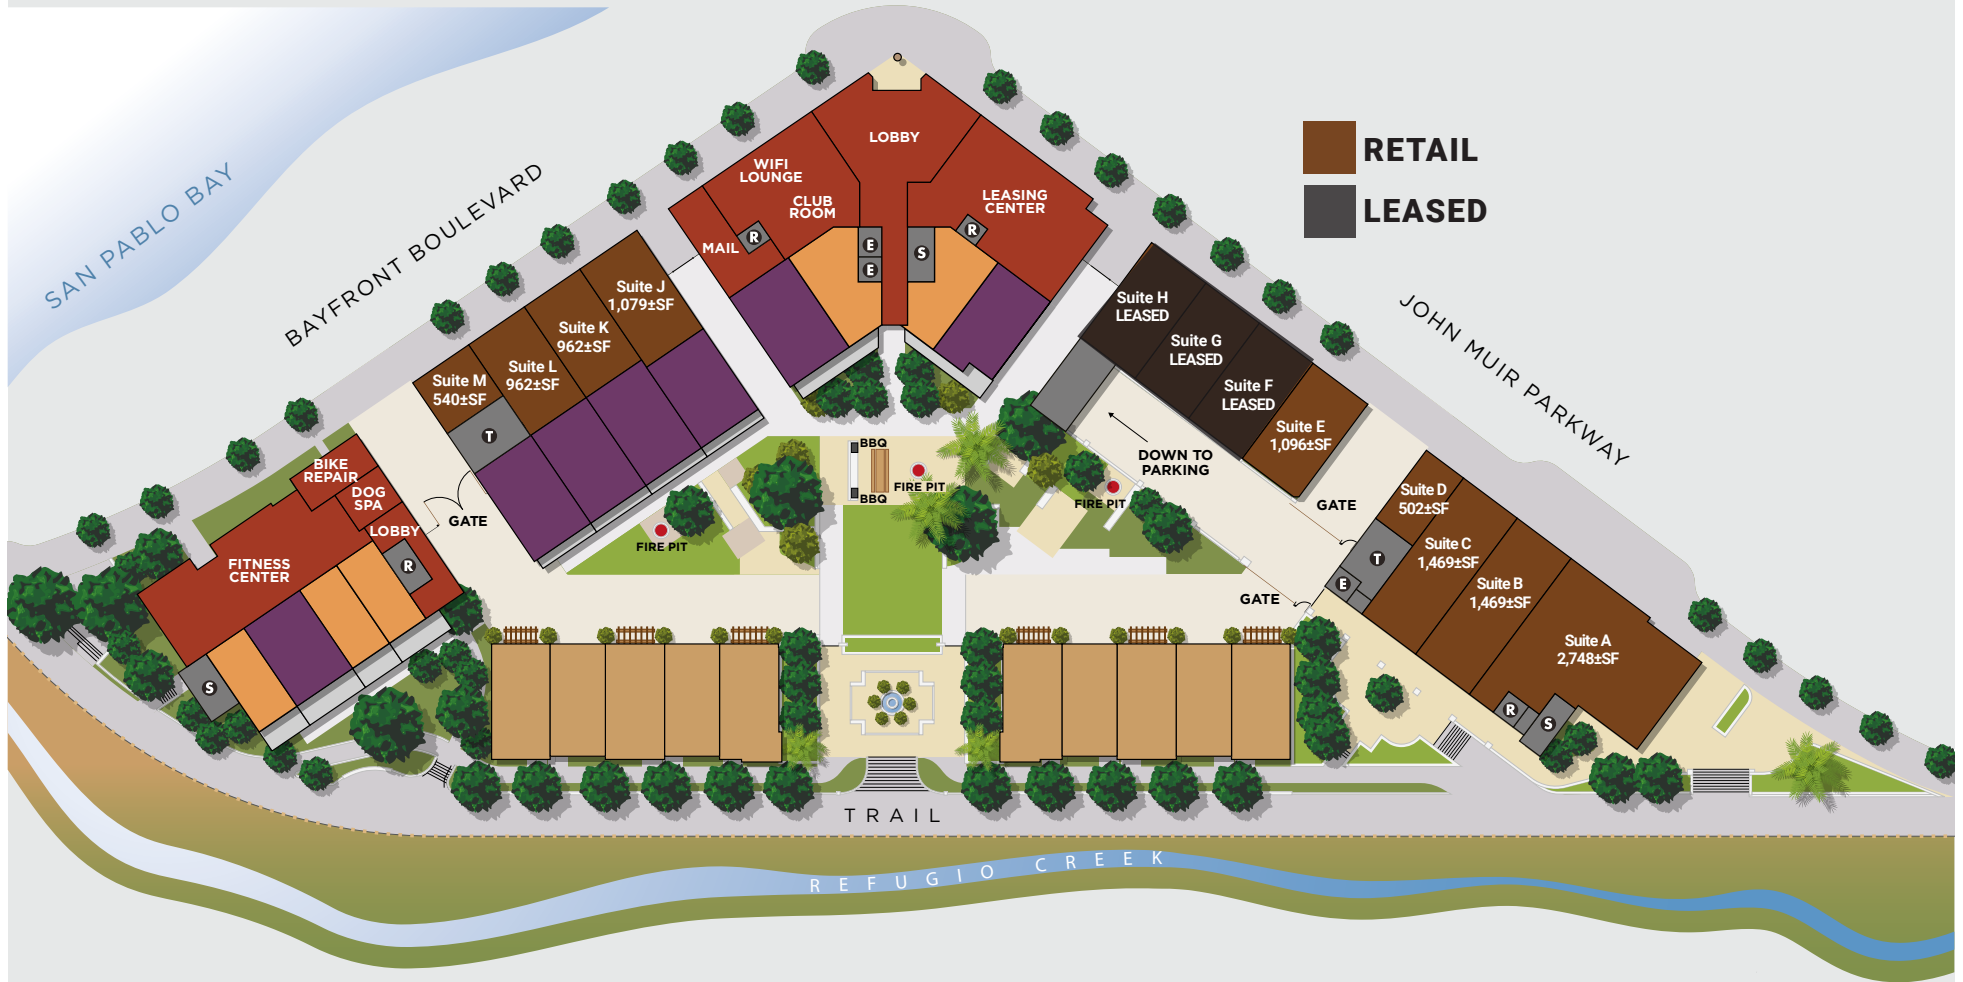 SAN PABLO BAY
BAYFRONT BOULEVARD
JOHN MUIR PARKWAY
RETAIL
LEASED
LOBBY
WIFI
LOUNGE
CLUB
ROOM
MAIL
R
E
E
S
R
LEASING
CENTER
Suite J
1,079±SF
Suite K
962±SF
Suite L
962±SF
Suite M
540±SF
T
Suite H
LEASED
Suite G
LEASED
Suite F
LEASED
Suite E
1,096±SF
DOWN TO
PARKING
BBQ
BBQ
FIRE PIT
FIRE PIT
FIRE PIT
GATE
GATE
GATE
BIKE
REPAIR
DOG
SPA
LOBBY
R
FITNESS
CENTER
S
Suite D
502±SF
T
E
Suite C
1,469±SF
Suite B
1,469±SF
Suite A
2,748±SF
R
S
TRAIL
REFUGIO CREEK